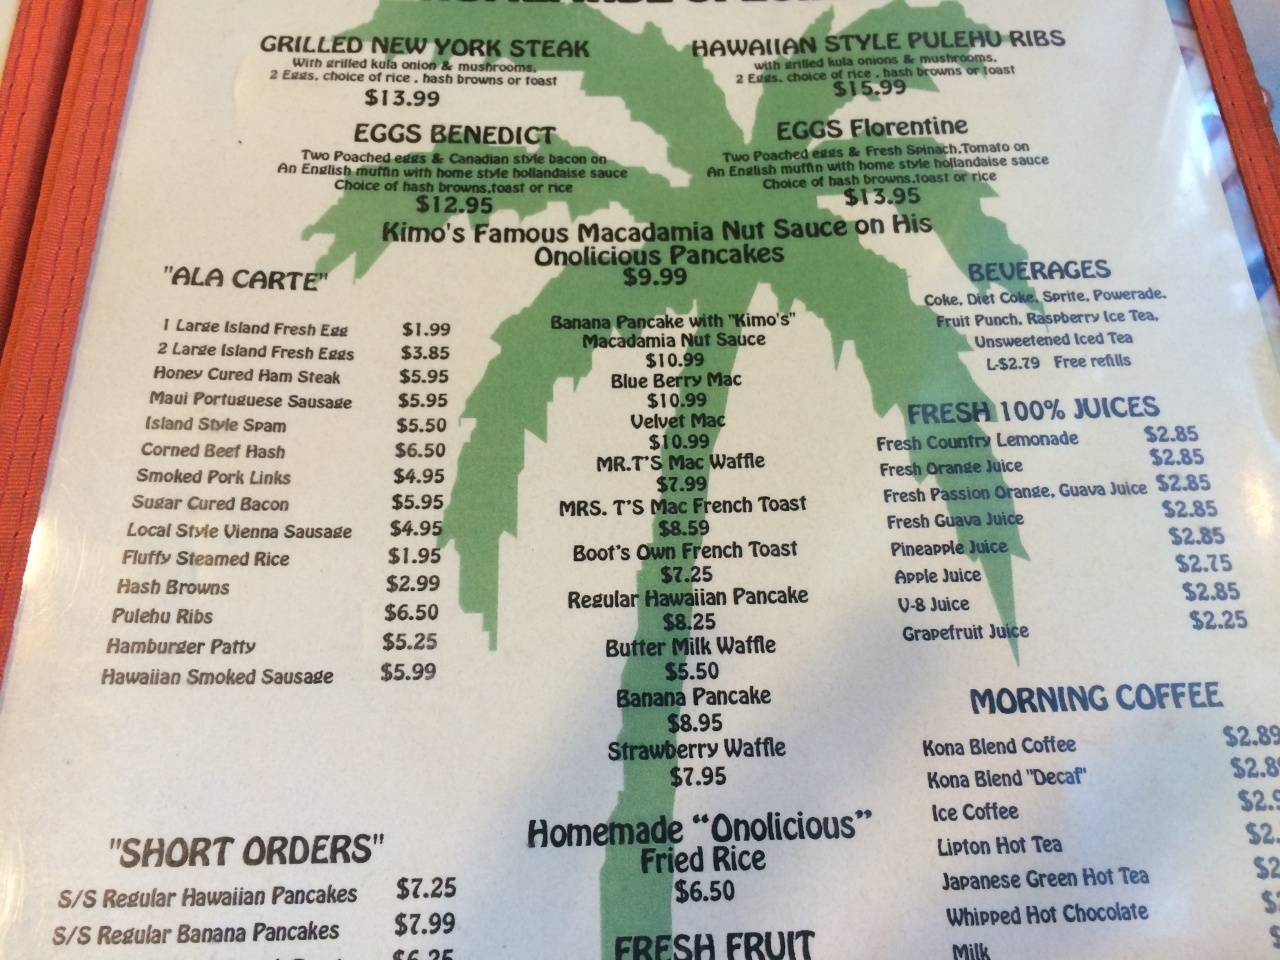 GRILLED NEW YORK STEAK
With grilled kula onion & mushrooms,
2 Eggs, choice of rice , hash browns or toast
$13.99
HAWAIIAN STYLE PULEHU RIBS
with grilled kula onions & mushrooms,
2 Eggs, choice of rice , hash browns or toast
$15.99
EGGS BENEDICT
Two Poached eggs & Canadian style bacon on
An English muffin with home style hollandaise sauce
Choice of hash browns,toast or rice
$12.95
EGGS Florentine
Two Poached eggs & Fresh Spinach,Tomato on
An English muffin with home style hollandaise sauce
Choice of hash browns,toast or rice
$13.95
Kimo's Famous Macadamia Nut Sauce on His
Onolicious Pancakes
$9.99
"ALA CARTE"
1 Large Island Fresh Egg $1.99
2 Large Island Fresh Eggs $3.85
Honey Cured Ham Steak $5.95
Maui Portuguese Sausage $5.95
Island Style Spam $5.50
Corned Beef Hash $6.50
Smoked Pork Links $4.95
Sugar Cured Bacon $5.95
Local Style Vienna Sausage $4.95
Fluffy Steamed Rice $1.95
Hash Browns $2.99
Pulehu Ribs $6.50
Hamburger Patty $5.25
Hawaiian Smoked Sausage $5.99
"SHORT ORDERS"
S/S Regular Hawaiian Pancakes $7.25
S/S Regular Banana Pancakes $7.99
$6.25
Banana Pancake with "Kimo's"
Macadamia Nut Sauce
$10.99
Blue Berry Mac
$10.99
Velvet Mac
$10.99
MR.T'S Mac Waffle
$7.99
MRS. T'S Mac French Toast
$8.59
Boot's Own French Toast
$7.25
Regular Hawaiian Pancake
$8.25
Butter Milk Waffle
$5.50
Banana Pancake
$8.95
Strawberry Waffle
$7.95
Homemade “Onolicious”
Fried Rice
$6.50
FRESH FRUIT
BEVERAGES
Coke, Diet Coke, Sprite, Powerade,
Fruit Punch, Raspberry Ice Tea,
Unsweetened Iced Tea
L-$2.79 Free refills
FRESH 100% JUICES
Fresh Country Lemonade $2.85
Fresh Orange Juice $2.85
Fresh Passion Orange, Guava Juice $2.85
Fresh Guava Juice $2.85
Pineapple Juice $2.85
Apple Juice $2.75
V-8 Juice $2.85
Grapefruit Juice $2.25
MORNING COFFEE
Kona Blend Coffee $2.89
Kona Blend "Decaf" $2.8
Ice Coffee $2.9
Lipton Hot Tea $2.
Japanese Green Hot Tea $2
Whipped Hot Chocolate
Milk